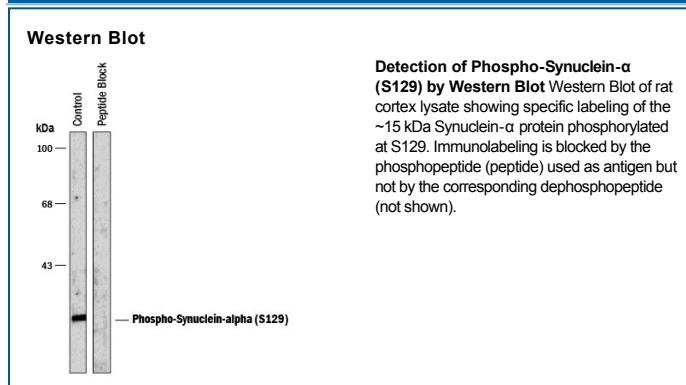 Western Blot
Control
Peptide Block
kDa
100
68
43
Phospho-Synuclein-alpha (S129)
Detection of Phospho-Synuclein-α
(S129) by Western Blot Western Blot of rat
cortex lysate showing specific labeling of the
~15 kDa Synuclein-α protein phosphorylated
at S129. Immunolabeling is blocked by the
phosphopeptide (peptide) used as antigen but
not by the corresponding dephosphopeptide
(not shown).